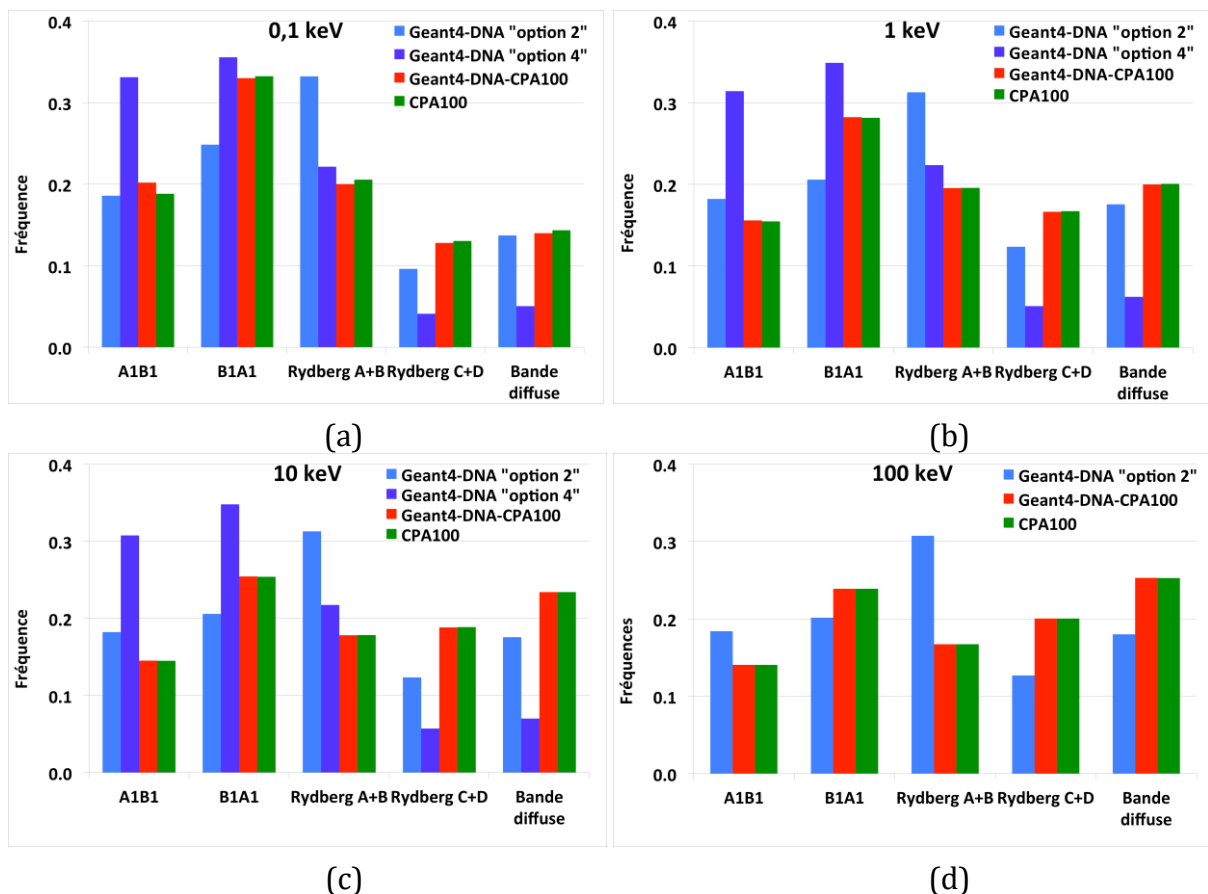 0,1 keV
Geant4-DNA "option 2"
Geant4-DNA "option 4"
Geant4-DNA-CPA100
CPA100
Fréquence
0.4
0.3
0.2
0.1
0.0
A1B1 B1A1 Rydberg A+B Rydberg C+D Bande
diffuse
(a)
1 keV
Geant4-DNA "option 2"
Geant4-DNA "option 4"
Geant4-DNA-CPA100
CPA100
Fréquence
0.4
0.3
0.2
0.1
0.0
A1B1 B1A1 Rydberg A+B Rydberg C+D Bande
diffuse
(b)
10 keV
Geant4-DNA "option 2"
Geant4-DNA "option 4"
Geant4-DNA-CPA100
CPA100
Fréquence
0.4
0.3
0.2
0.1
0.0
A1B1 B1A1 Rydberg A+B Rydberg C+D Bande
diffuse
(c)
100 keV
Geant4-DNA "option 2"
Geant4-DNA-CPA100
CPA100
Fréquences
0.4
0.3
0.2
0.1
0.0
A1B1 B1A1 Rydberg A+B Rydberg C+D Bande
diffuse
(d)